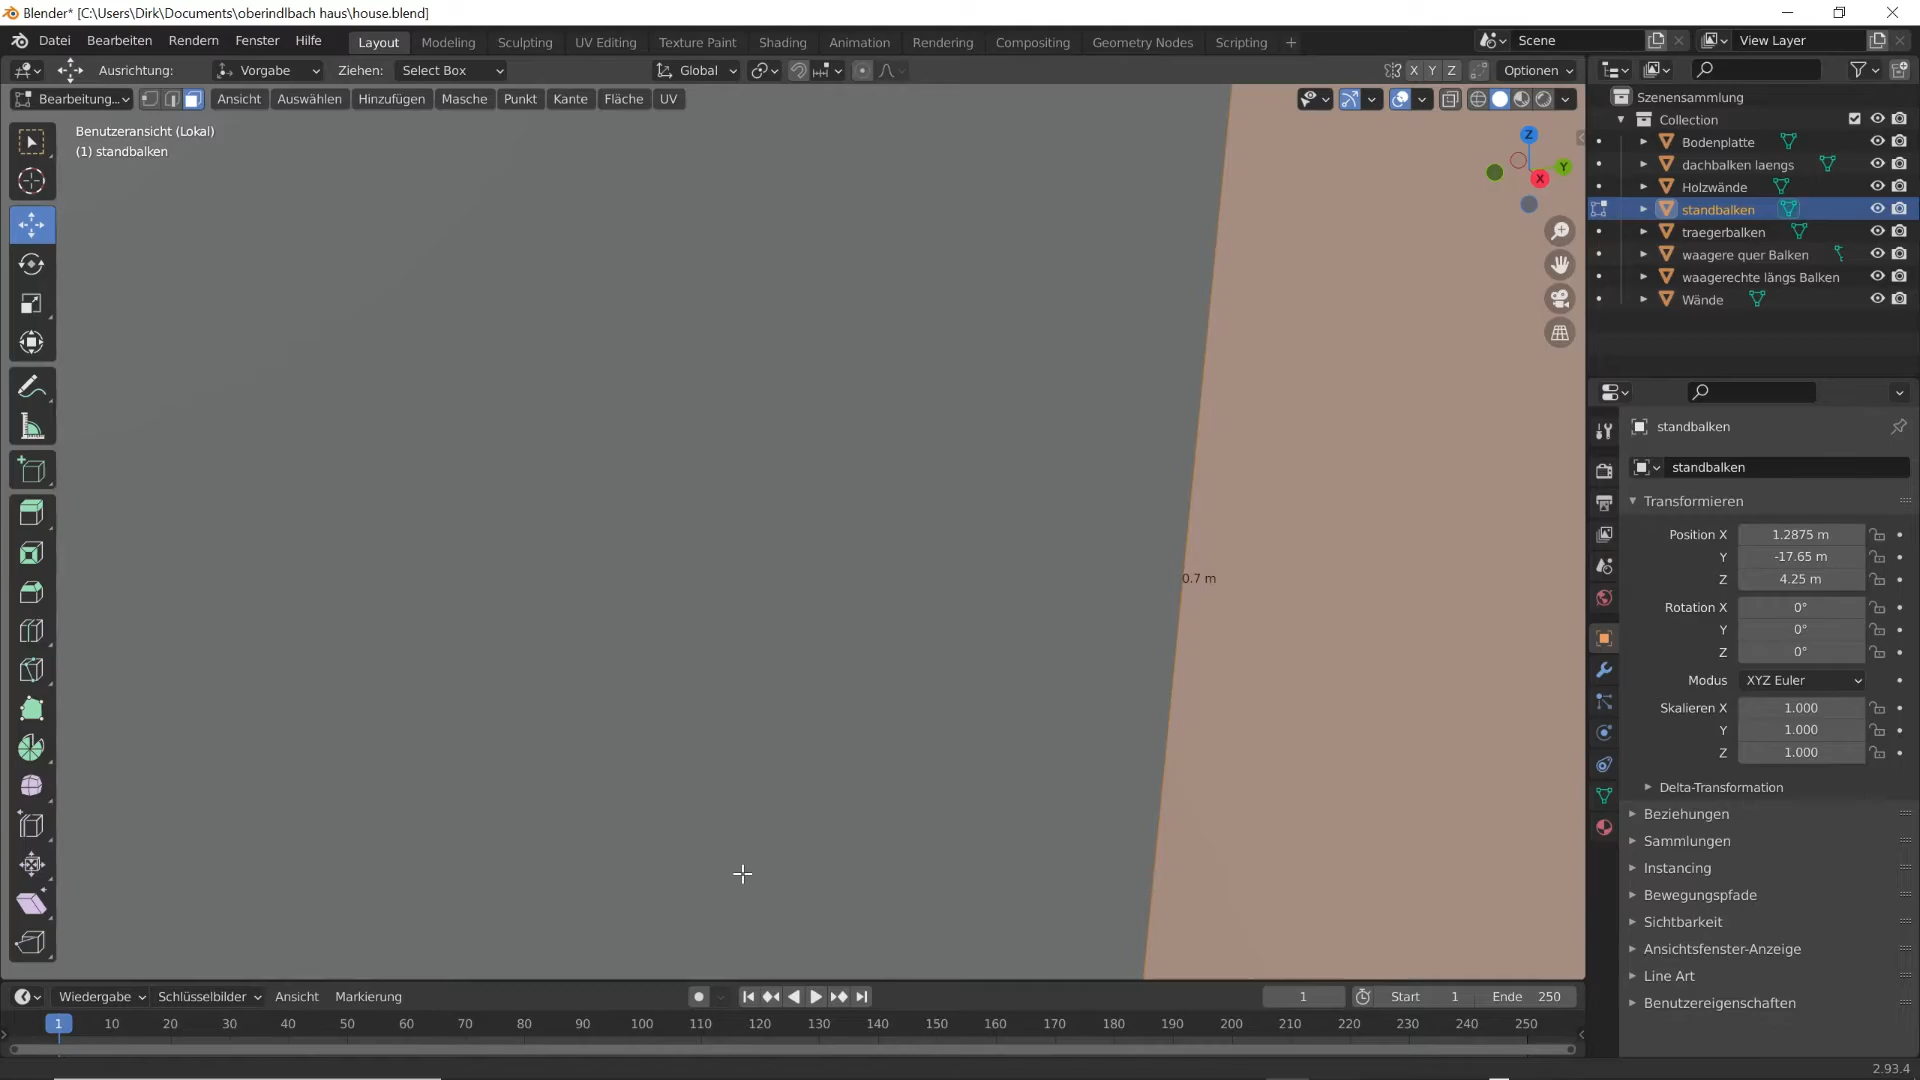 Blender* [C:\Users\Dirk\Documents\oberindlbach haus\house.blend]
Datei Bearbeiten Rendern Fenster Hilfe Layout Modeling Sculpting UV Editing Texture Paint Shading Animation Rendering Compositing Geometry Nodes Scripting + Scene View Layer
Ausrichtung: Vorgabe Ziehen: Select Box Global X Y Z Optionen
Bearbeitung... Ansicht Auswählen Hinzufügen Masche Punkt Kante Fläche UV
Benutzeransicht (Lokal)
(1) standbalken
Z
Y
X
0.7 m
Szenensammlung
Collection
Bodenplatte
dachbalken laengs
Holzwände
standbalken
traegerbalken
waagere quer Balken
waagerechte längs Balken
Wände
standbalken
standbalken
Transformieren
Position X 1.2875 m
Y -17.65 m
Z 4.25 m
Rotation X 0°
Y 0°
Z 0°
Modus XYZ Euler
Skalieren X 1.000
Y 1.000
Z 1.000
Delta-Transformation
Beziehungen
Sammlungen
Instancing
Bewegungspfade
Sichtbarkeit
Ansichtsfenster-Anzeige
Line Art
Benutzereigenschaften
Wiedergabe Schlüsselbilder Ansicht Markierung 1 Start 1 Ende 250
1 10 20 30 40 50 60 70 80 90 100 110 120 130 140 150 160 170 180 190 200 210 220 230 240 250
2.93.4